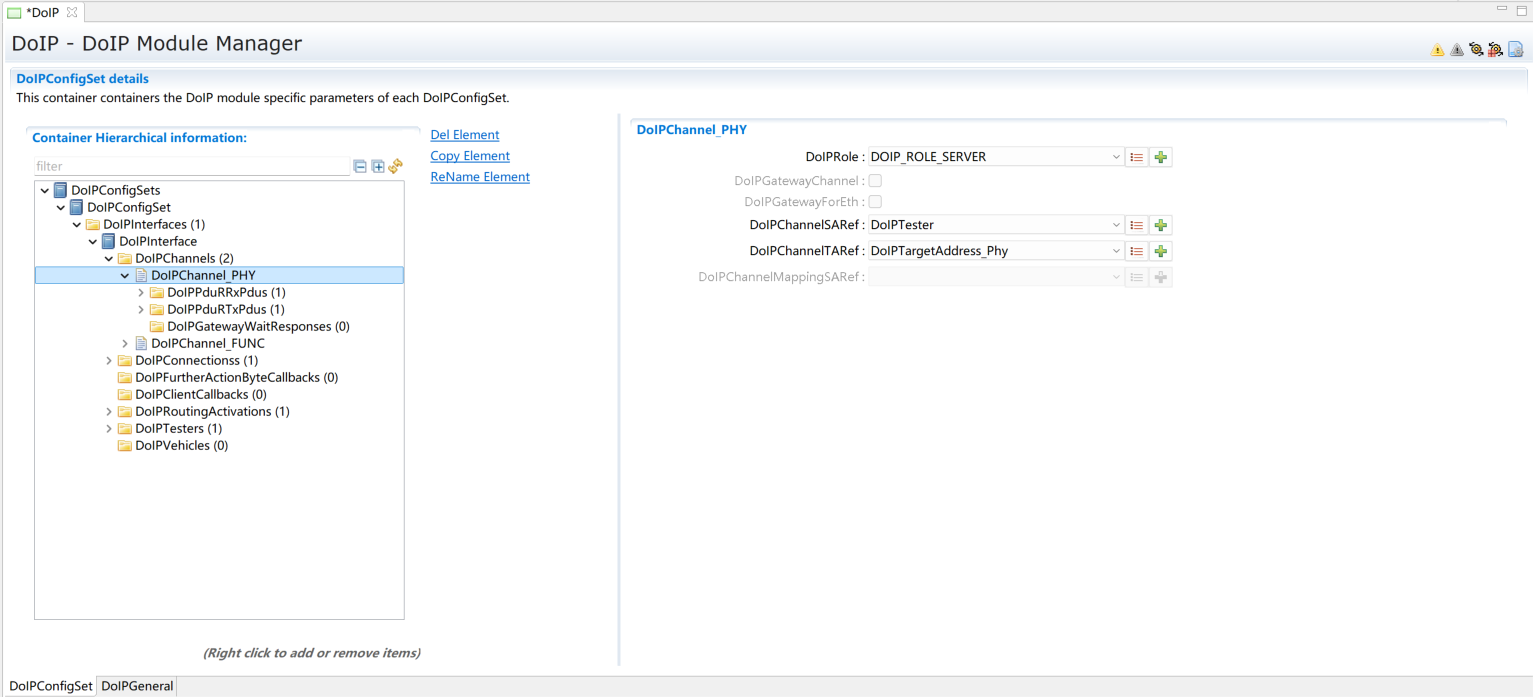 *DoIP
DoIP - DoIP Module Manager
DoIPConfigSet details
This container containers the DoIP module specific parameters of each DoIPConfigSet.
Container Hierarchical information:
filter
Del Element
Copy Element
ReName Element
DoIPConfigSets
DoIPConfigSet
DoIPInterfaces (1)
DoIPInterface
DoIPChannels (2)
DoIPChannel_PHY
DoIPPduRRxPdus (1)
DoIPPduRTxPdus (1)
DoIPGatewayWaitResponses (0)
DoIPChannel_FUNC
DoIPConnectionss (1)
DoIPFurtherActionByteCallbacks (0)
DoIPClientCallbacks (0)
DoIPRoutingActivations (1)
DoIPTesters (1)
DoIPVehicles (0)
(Right click to add or remove items)
DoIPChannel_PHY
DoIPRole : DOIP_ROLE_SERVER
DoIPGatewayChannel :
DoIPGatewayForEth :
DoIPChannelSARef : DoIPTester
DoIPChannelTARef : DoIPTargetAddress_Phy
DoIPChannelMappingSARef :
DoIPConfigSet DoIPGeneral